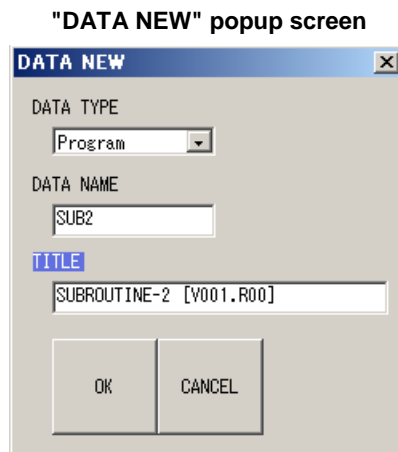 "DATA NEW" popup screen
DATA NEW
DATA TYPE
Program
DATA NAME
SUB2
TITLE
SUBROUTINE-2 [V001.R00]
OK CANCEL